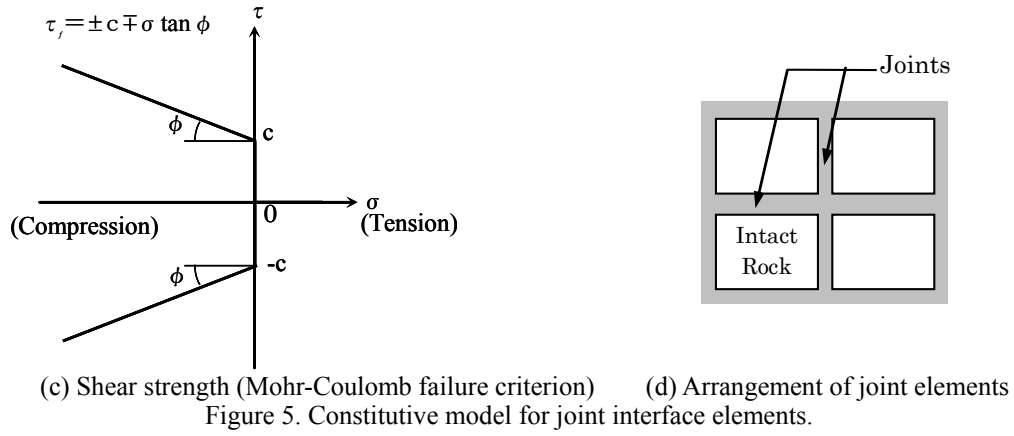 τ
τf＝±c∓σ tan ϕ
Joints
ϕ
c
σ
0
(Compression)
(Tension)
Intact
Rock
ϕ
-c
(c) Shear strength (Mohr-Coulomb failure criterion)
(d) Arrangement of joint elements
Figure 5. Constitutive model for joint interface elements.